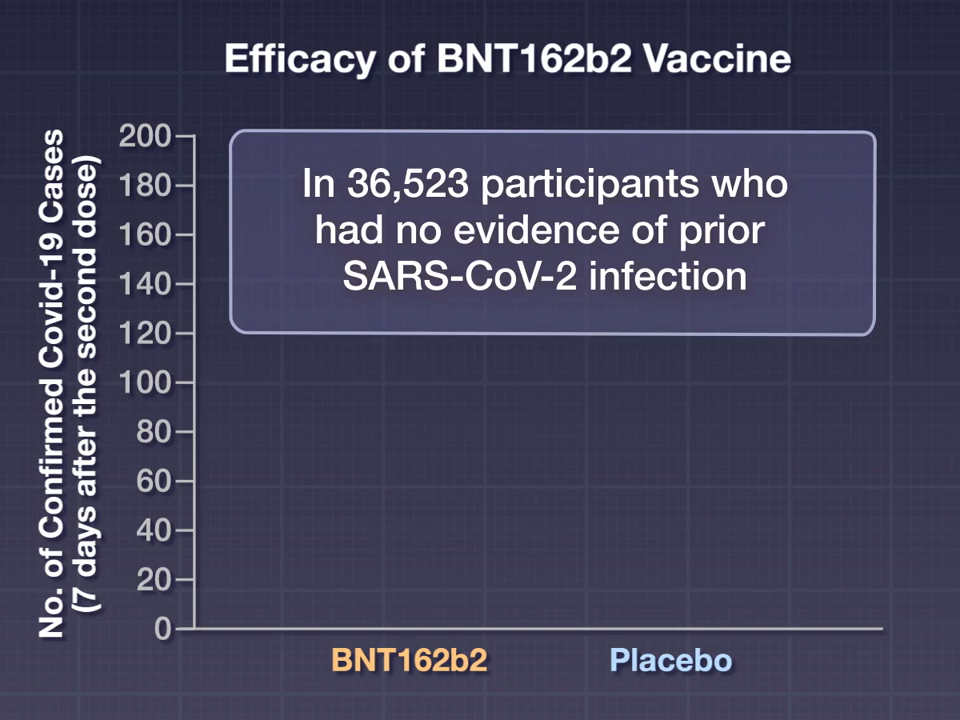 Efficacy of BNT162b2 Vaccine
No. of Confirmed Covid-19 Cases
(7 days after the second dose)
200
180
160
140
120
100
80
60
40
20
0
In 36,523 participants who
had no evidence of prior
SARS-CoV-2 infection
BNT162b2
Placebo